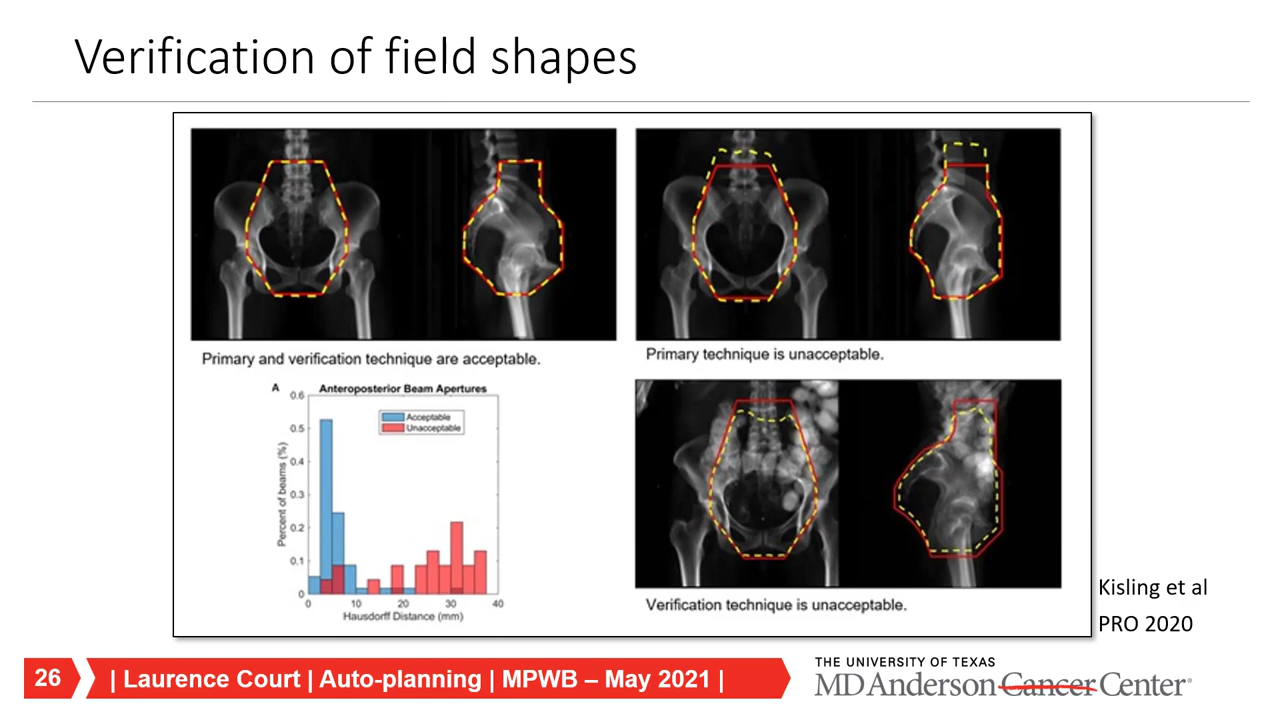 Verification of field shapes
Primary and verification technique are acceptable.
Primary technique is unacceptable.
A
Anteroposterior Beam Apertures
Acceptable
Unacceptable
Percent of beams (%)
0.6
0.5
0.4
0.3
0.2
0.1
0
0 10 20 30 40
Hausdorff Distance (mm)
Verification technique is unacceptable.
Kisling et al
PRO 2020
26 | Laurence Court | Auto-planning | MPWB – May 2021 |
THE UNIVERSITY OF TEXAS
MD Anderson Cancer Center®